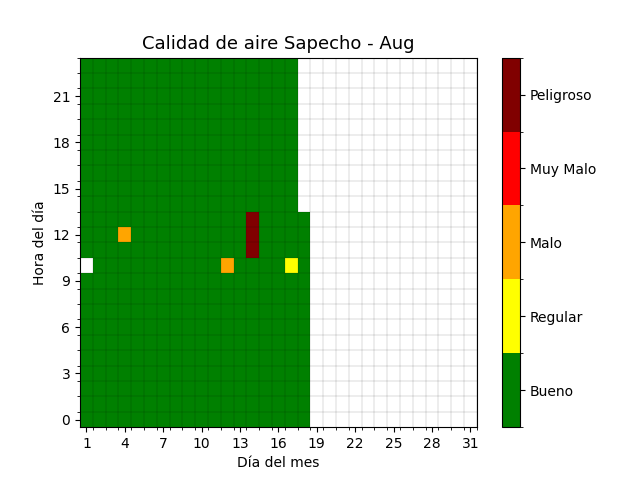 Calidad de aire Sapecho - Aug
21
18
15
12
9
6
3
0
Hora del día
1 4 7 10 13 16 19 22 25 28 31
Día del mes
Peligroso
Muy Malo
Malo
Regular
Bueno